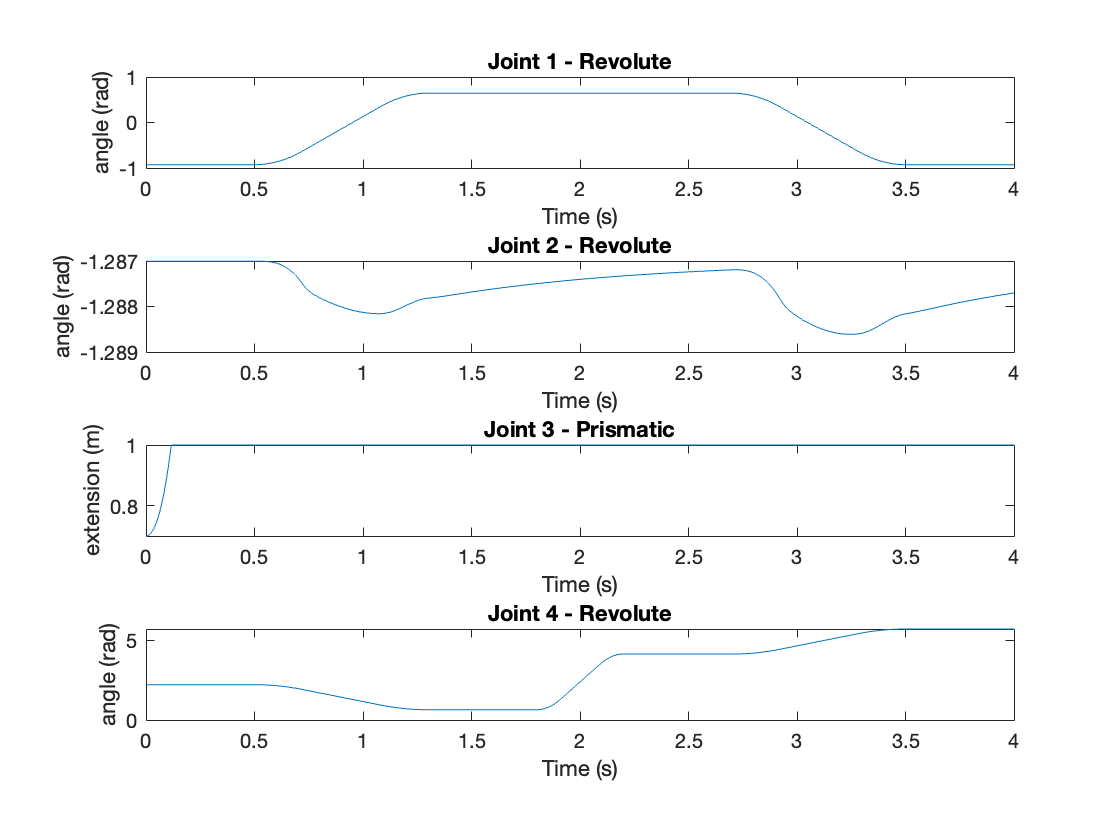 Joint 1 - Revolute
angle (rad)
1
0
-1
0 0.5 1 1.5 2 2.5 3 3.5 4
Time (s)
Joint 2 - Revolute
angle (rad)
-1.287
-1.288
-1.289
0 0.5 1 1.5 2 2.5 3 3.5 4
Time (s)
Joint 3 - Prismatic
extension (m)
1
0.8
0 0.5 1 1.5 2 2.5 3 3.5 4
Time (s)
Joint 4 - Revolute
angle (rad)
5
0
0 0.5 1 1.5 2 2.5 3 3.5 4
Time (s)